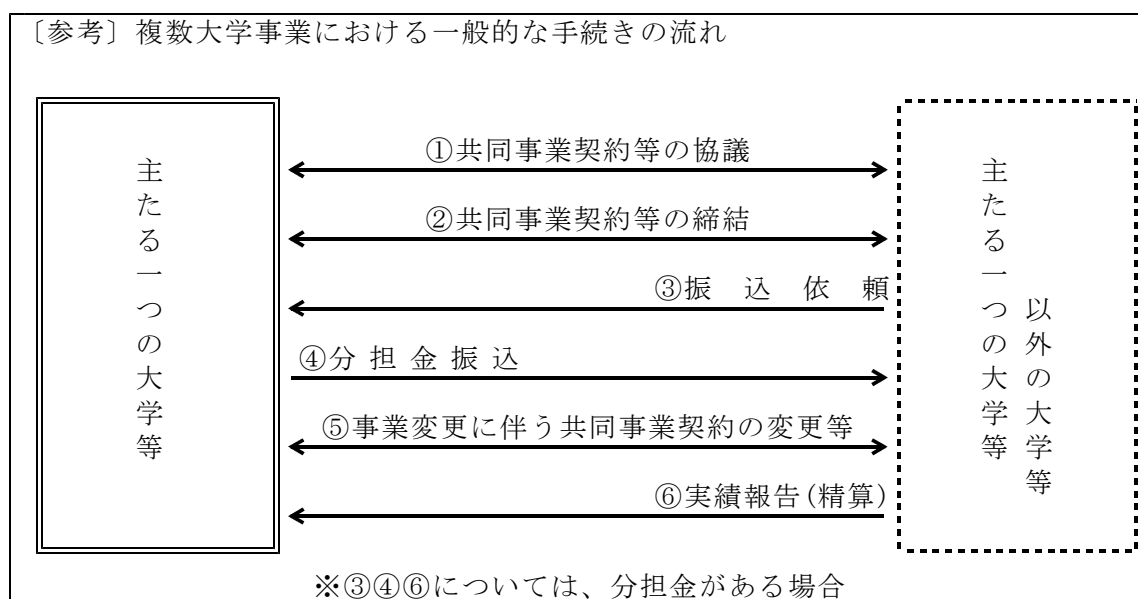 〔参考〕複数大学事業における一般的な手続きの流れ
主たる一つの大学等
①共同事業契約等の協議
②共同事業契約等の締結
③振　込　依　頼
④分 担 金 振 込
⑤事業変更に伴う共同事業契約の変更等
⑥実績報告(精算)
主たる一つの大学等
以外の大学等
※③④⑥については、分担金がある場合